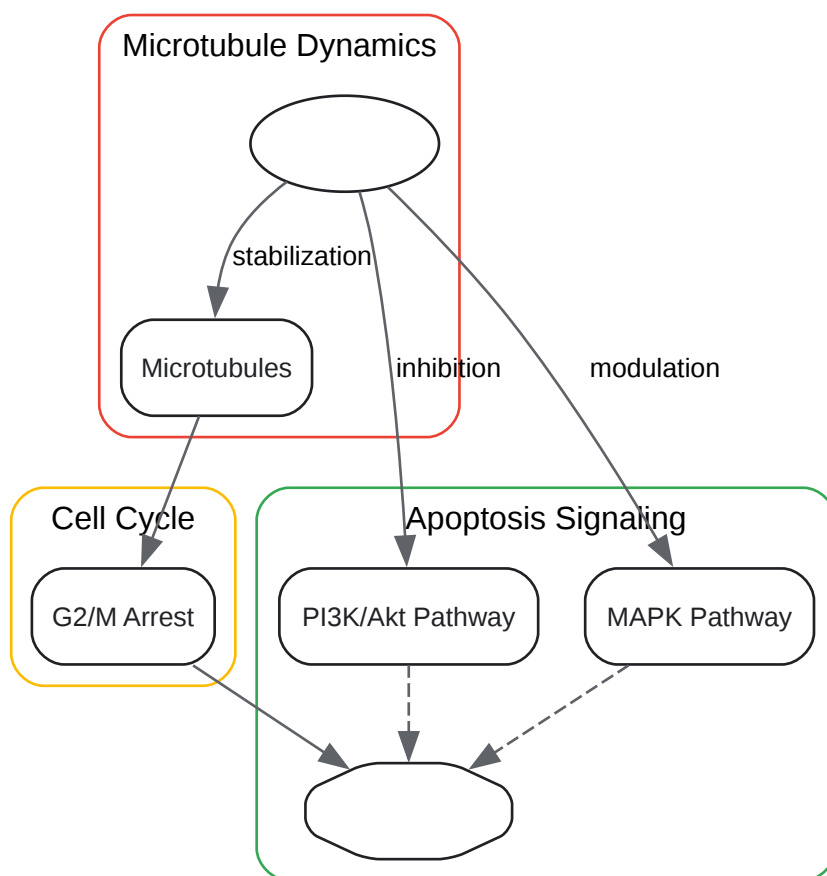 Microtubule Dynamics
stabilization
Microtubules
inhibition
modulation
Cell Cycle
Apoptosis Signaling
G2/M Arrest
PI3K/Akt Pathway
MAPK Pathway